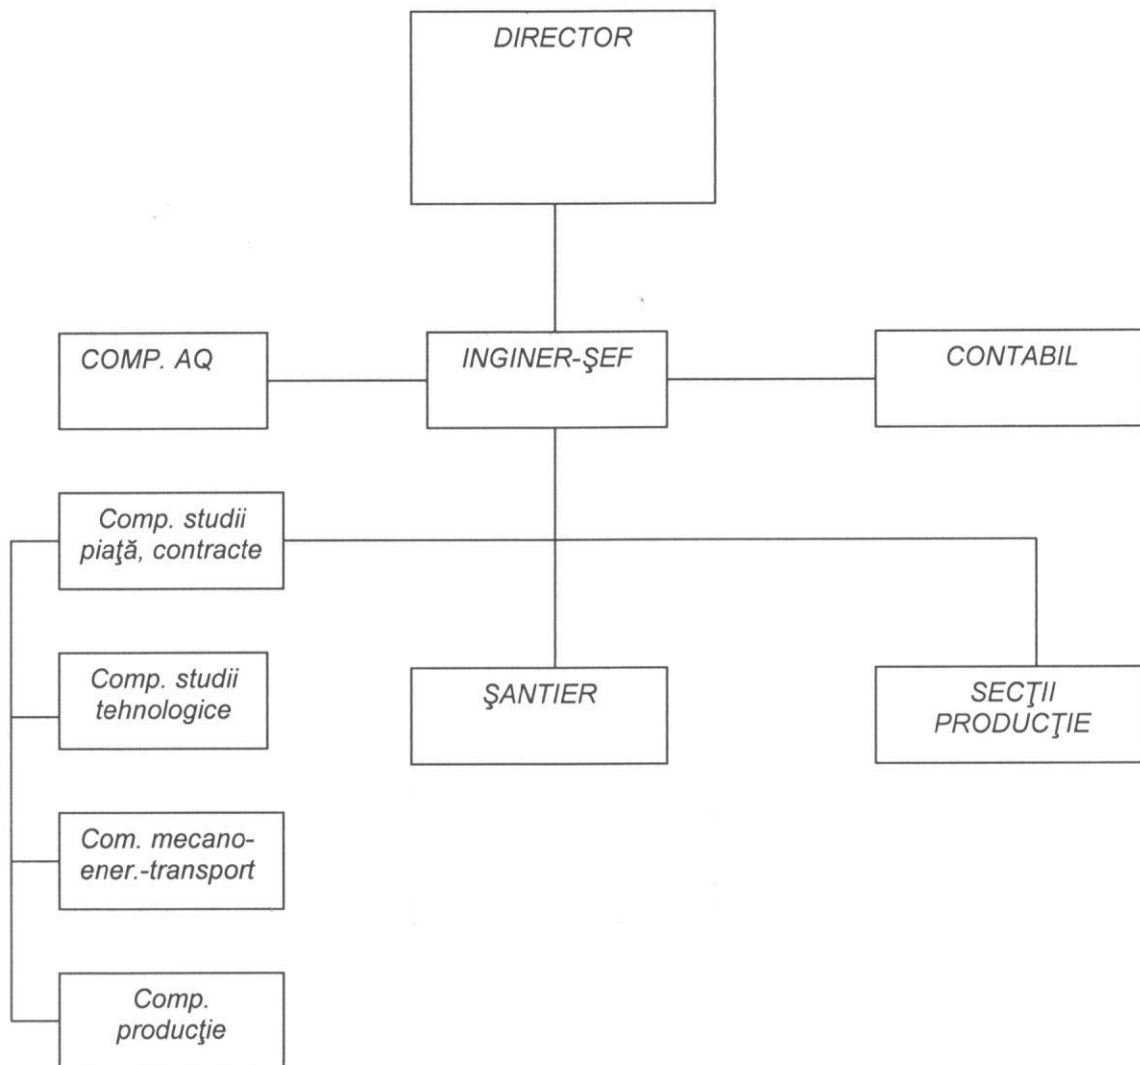 DIRECTOR
COMP. AQ
INGINER-ŞEF
CONTABIL
Comp. studii
piaţă, contracte
Comp. studii
tehnologice
ŞANTIER
SECŢII
PRODUCŢIE
Com. mecano-
ener.-transport
Comp.
producţie